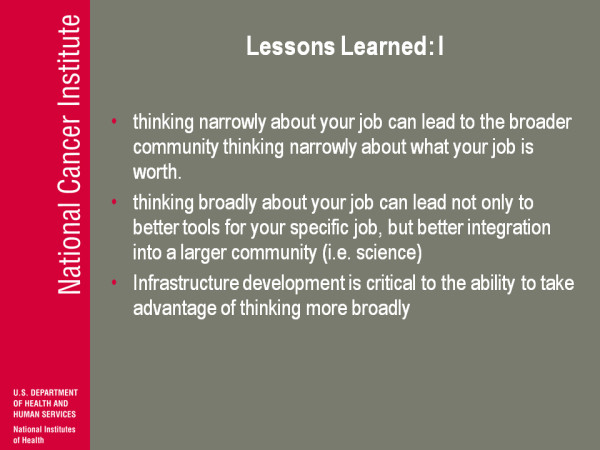 National Cancer Institute
Lessons Learned: I
• thinking narrowly about your job can lead to the broader
community thinking narrowly about what your job is
worth.
• thinking broadly about your job can lead not only to
better tools for your specific job, but better integration
into a larger community (i.e. science)
• Infrastructure development is critical to the ability to take
advantage of thinking more broadly
U.S. DEPARTMENT
OF HEALTH AND
HUMAN SERVICES
National Institutes
of Health